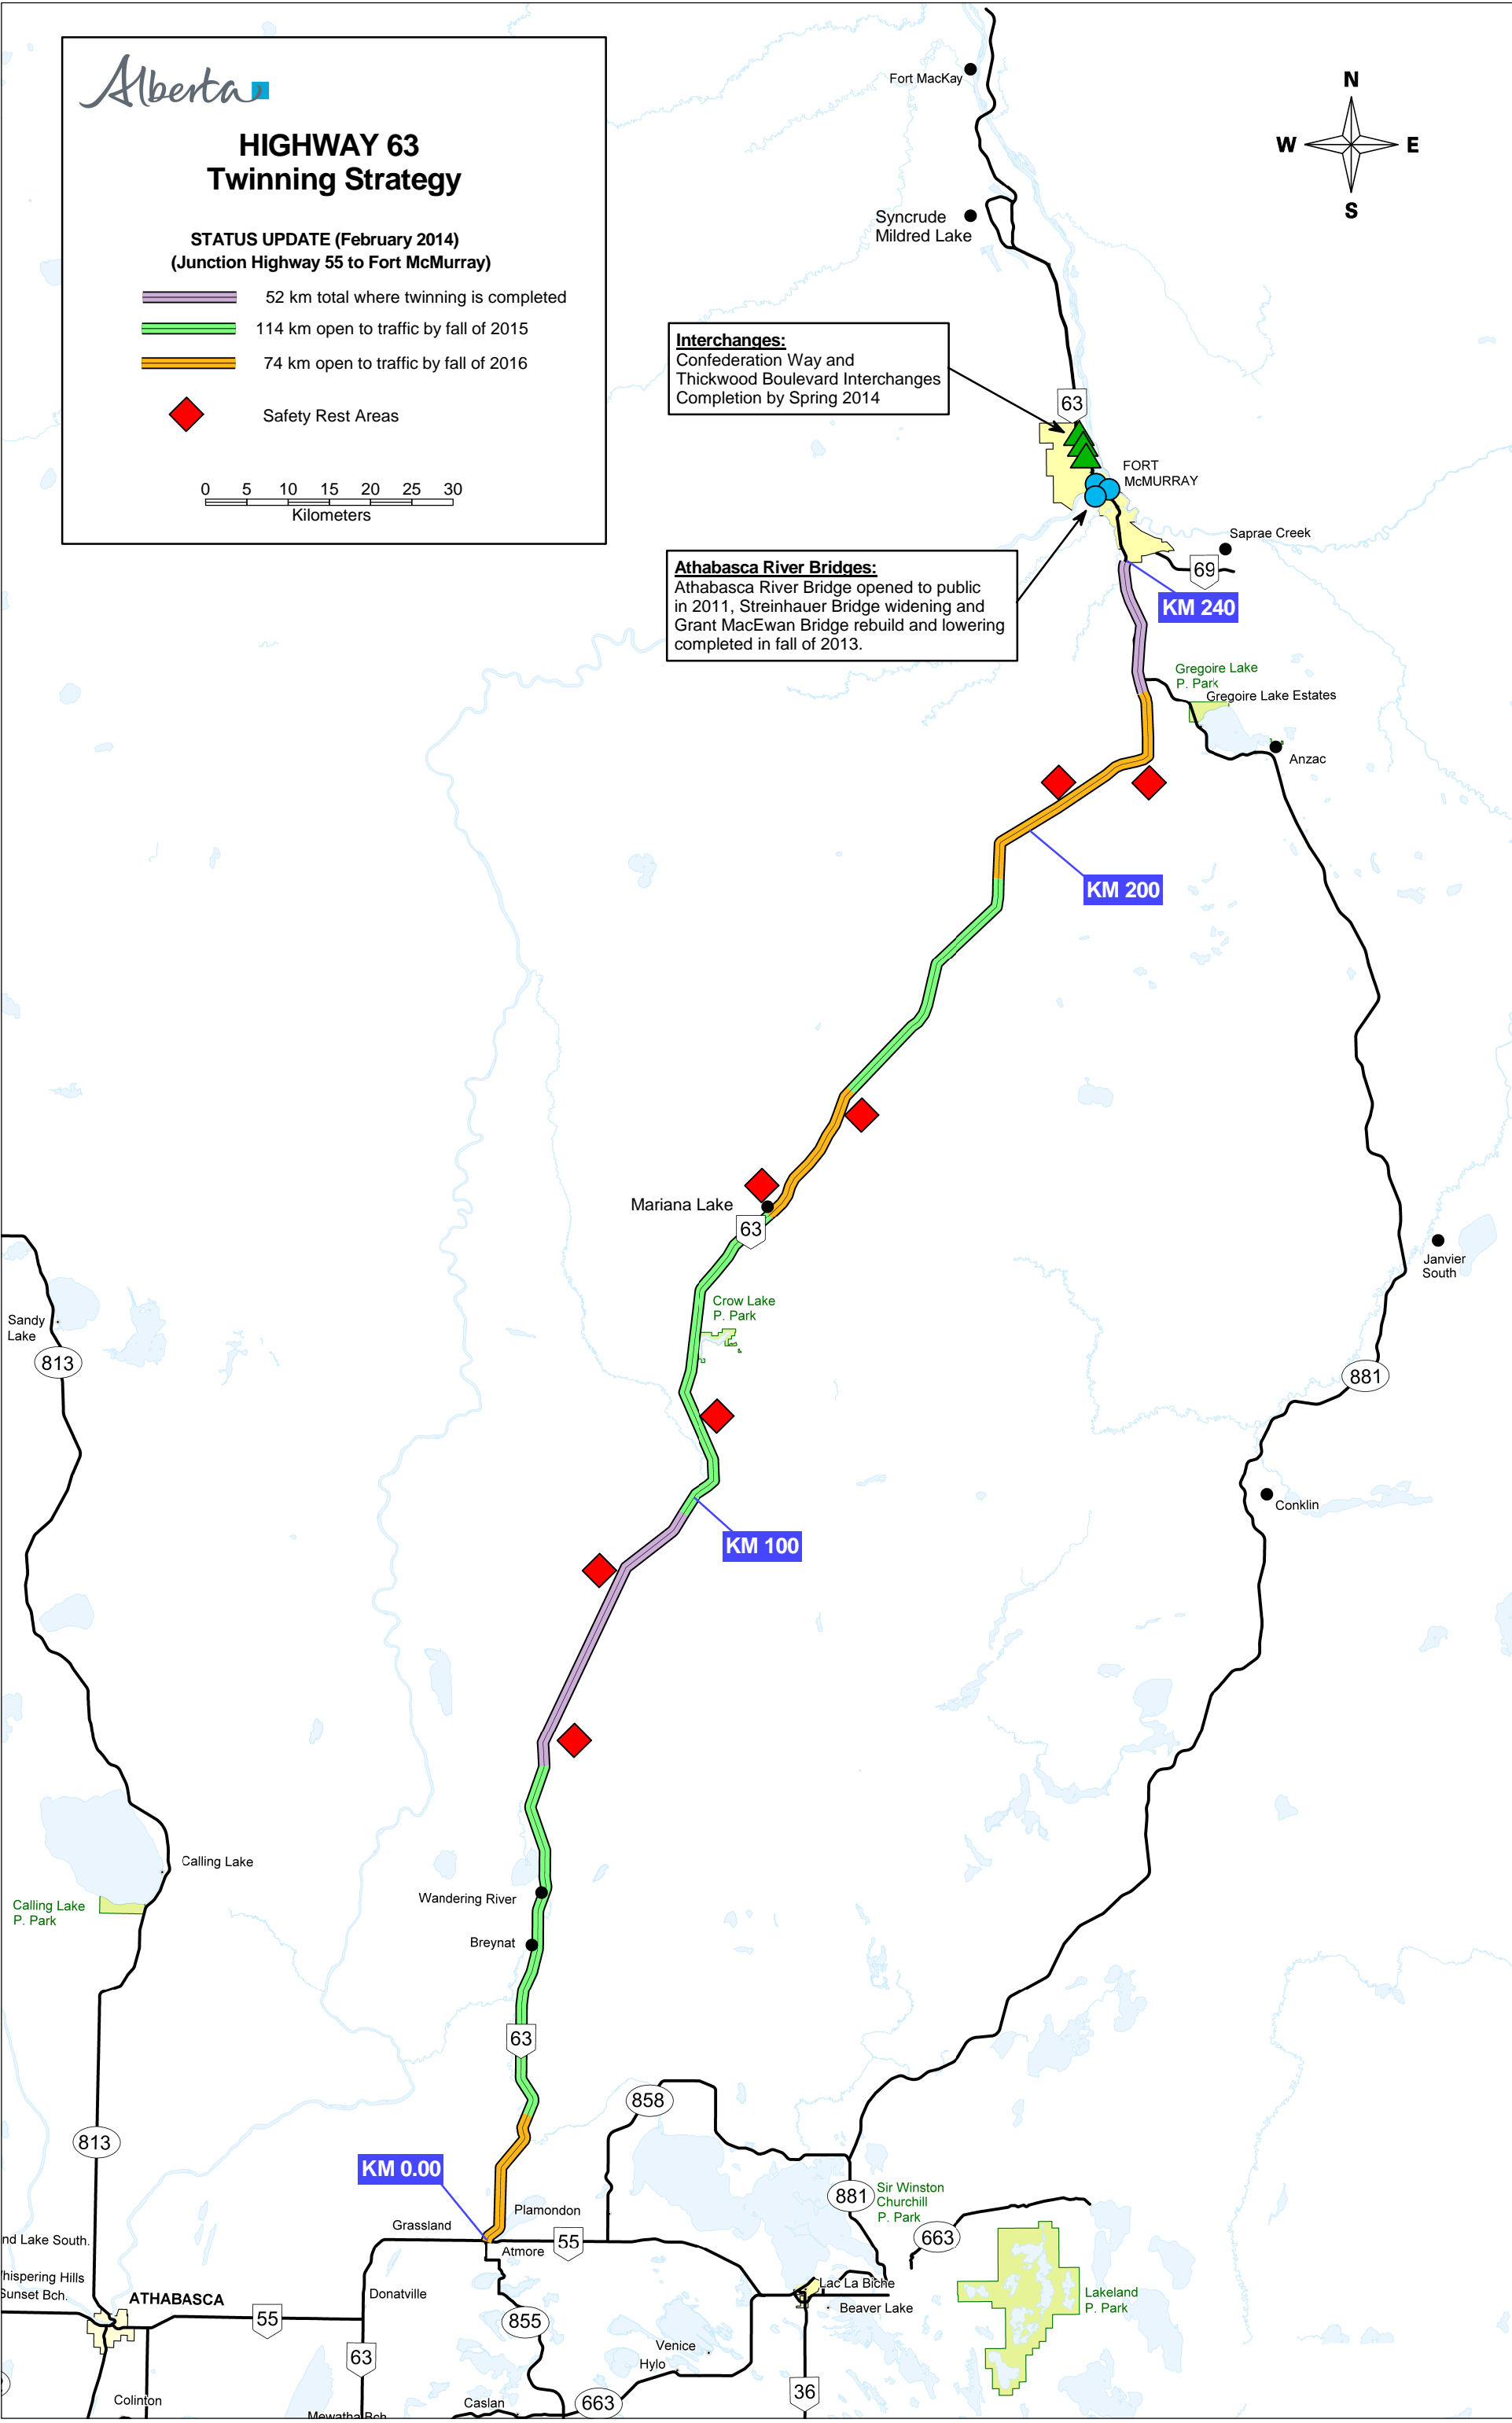 Alberta
HIGHWAY 63
Twinning Strategy
STATUS UPDATE (February 2014)
(Junction Highway 55 to Fort McMurray)
52 km total where twinning is completed
114 km open to traffic by fall of 2015
74 km open to traffic by fall of 2016
Safety Rest Areas
0 5 10 15 20 25 30
Kilometers
N
W E
S
Fort MacKay
Syncrude
Mildred Lake
Interchanges:
Confederation Way and
Thickwood Boulevard Interchanges
Completion by Spring 2014
63
FORT
McMURRAY
Saprae Creek
69
Athabasca River Bridges:
Athabasca River Bridge opened to public
in 2011, Streinhauer Bridge widening and
Grant MacEwan Bridge rebuild and lowering
completed in fall of 2013.
KM 240
Gregoire Lake
P. Park
Gregoire Lake Estates
Anzac
KM 200
Mariana Lake
63
Janvier
South
Crow Lake
P. Park
Sandy
Lake
813
881
Conklin
KM 100
Calling Lake
Calling Lake
P. Park
Wandering River
Breynat
63
858
813
KM 0.00
881
Sir Winston
Churchill
P. Park
Plamondon
Grassland
55
Atmore
663
nd Lake South.
hispering Hills
Sunset Bch.
ATHABASCA
Donatville
Lac La Biche
Beaver Lake
Lakeland
P. Park
55
855
63
Venice
Hylo
36
Colinton
Caslan
663
Mewatha Bch.